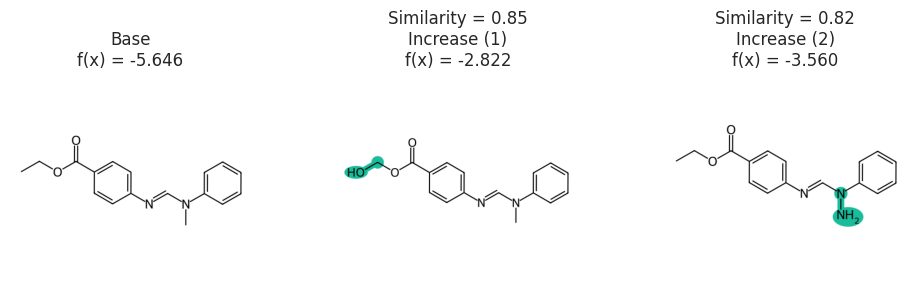 Base
f(x) = -5.646
Similarity = 0.85
Increase (1)
f(x) = -2.822
Similarity = 0.82
Increase (2)
f(x) = -3.560
O
O
N
N
HO
O
O
N
N
O
O
N
N
NH2